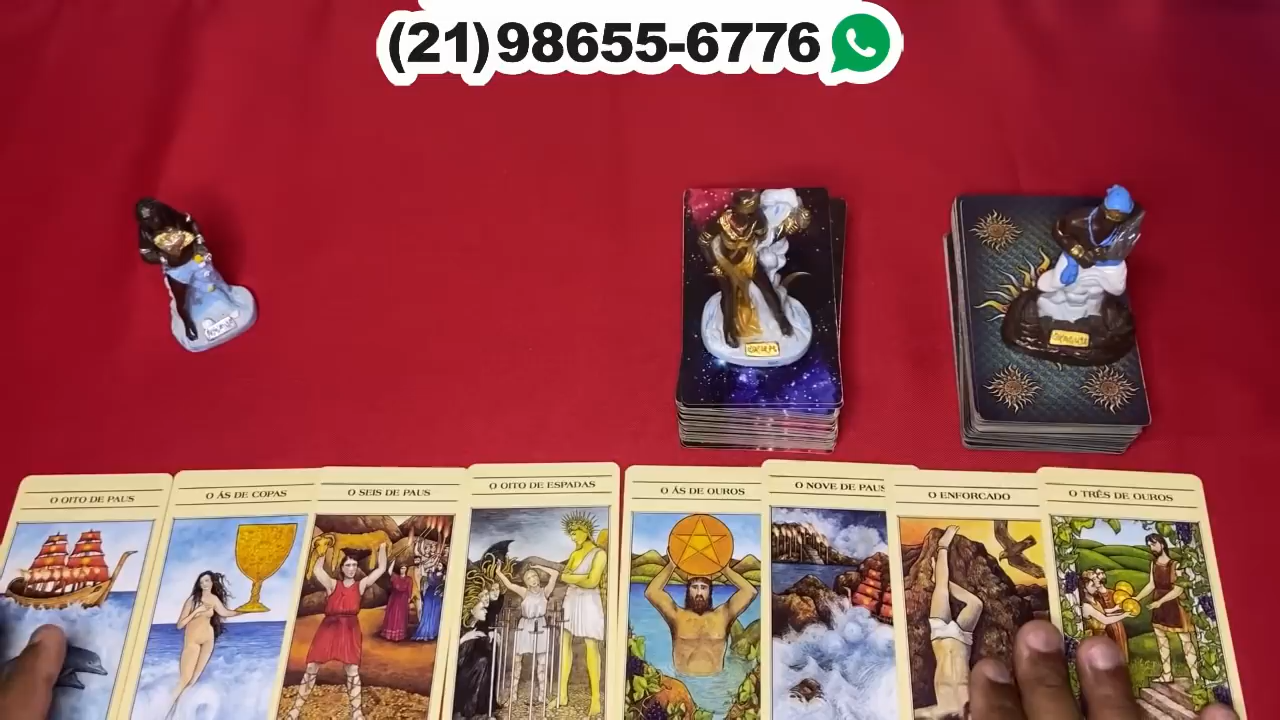 (21)98655-6776
O OITO DE PAUS
O ÁS DE COPAS
O SEIS DE PAUS
O OITO DE ESPADAS
O ÁS DE OUROS
O NOVE DE PAUS
O ENFORCADO
O TRÊS DE OUROS